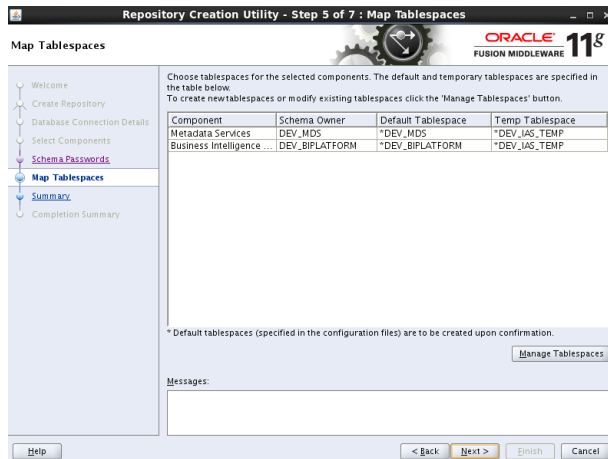 Repository Creation Utility - Step 5 of 7 : Map Tablespaces
Map Tablespaces
ORACLE
FUSION MIDDLEWARE
11g
Welcome
Create Repository
Database Connection Details
Select Components
Schema Passwords
Map Tablespaces
Summary
Completion Summary
Choose tablespaces for the selected components. The default and temporary tablespaces are specified in
the table below.
To create new tablespaces or modify existing tablespaces click the 'Manage Tablespaces' button.
Component Schema Owner Default Tablespace Temp Tablespace
Metadata Services DEV_MDS *DEV_MDS *DEV_IAS_TEMP
Business Intelligence ... DEV_BIPLATFORM *DEV_BIPLATFORM *DEV_IAS_TEMP
* Default tablespaces (specified in the configuration files) are to be created upon confirmation.
Manage Tablespaces
Messages:
Help < Back Next > Finish Cancel